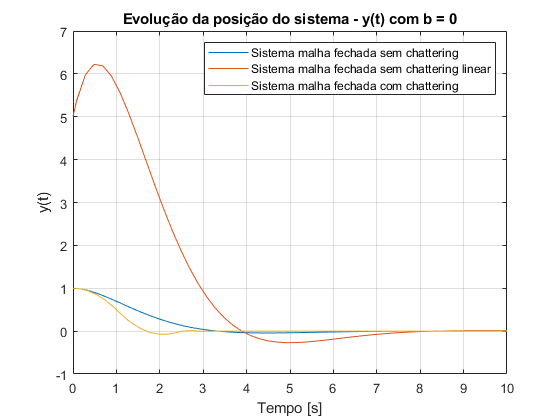 Evolução da posição do sistema - y(t) com b = 0
Sistema malha fechada sem chattering
Sistema malha fechada sem chattering linear
Sistema malha fechada com chattering
y(t)
7
6
5
4
3
2
1
0
-1
0 1 2 3 4 5 6 7 8 9 10
Tempo [s]